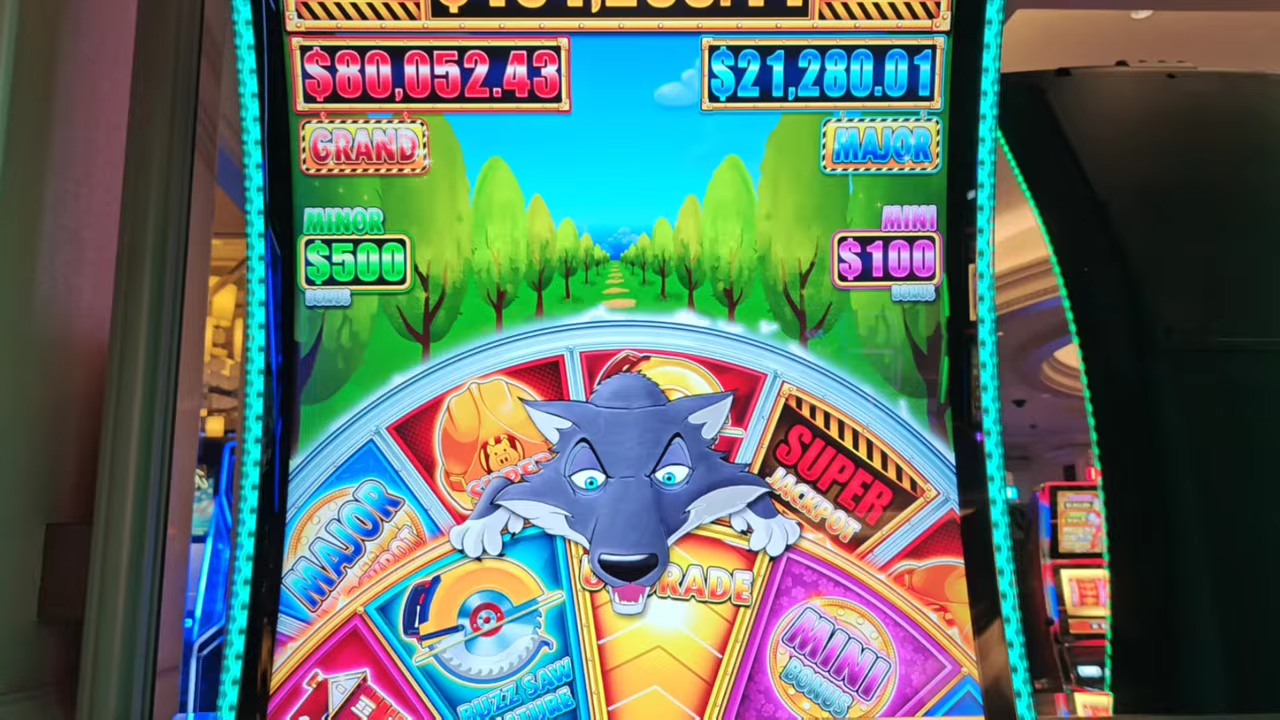 $80,052.43
$21,280.01
GRAND
MAJOR
MINOR
$500
BONUS
MINI
$100
BONUS
SUPER
JACKPOT
MAJOR
SUPER
BUZZ SAW
MINI
BONUS